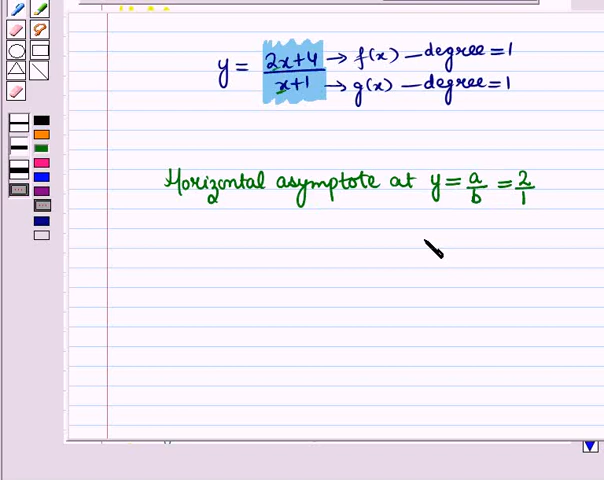 y = 2x+4 → f(x) — degree = 1
x+1 → g(x) — degree = 1
Horizontal asymptote at y = a/b = 2/1